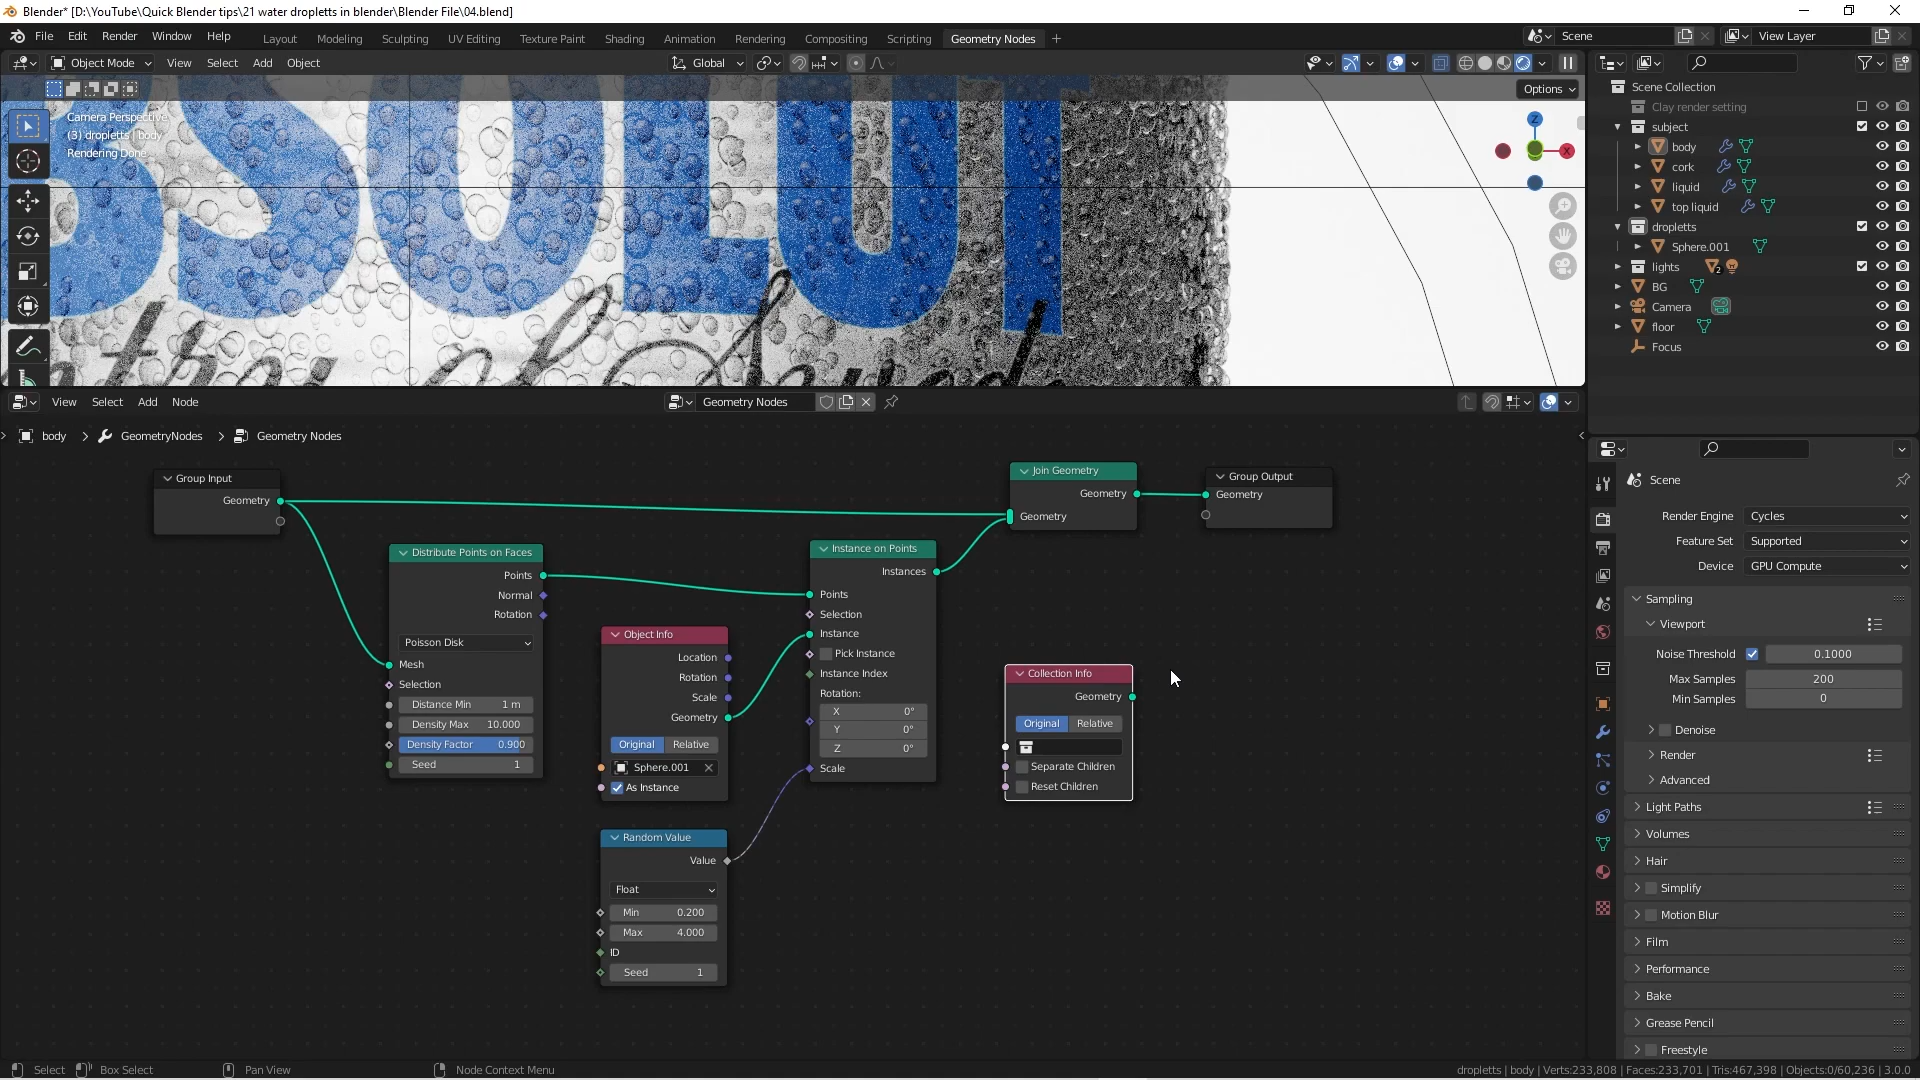 Blender* [D:\YouTube\Quick Blender tips\21 water dropletts in blender\Blender File\04.blend]
File Edit Render Window Help Layout Modeling Sculpting UV Editing Texture Paint Shading Animation Rendering Compositing Scripting Geometry Nodes + Scene View Layer
Object Mode View Select Add Object Global
Options
Camera Perspective
(3) dropletts | body
Rendering Done
BSOLUT
Z
X
Scene Collection
Clay render setting
subject
body
cork
liquid
top liquid
dropletts
Sphere.001
lights 2
BG
Camera
floor
Focus
View Select Add Node Geometry Nodes
body > GeometryNodes > Geometry Nodes
Group Input
Geometry
Distribute Points on Faces
Points
Normal
Rotation
Poisson Disk
Mesh
Selection
Distance Min 1 m
Density Max 10.000
Density Factor 0.900
Seed 1
Object Info
Location
Rotation
Scale
Geometry
Original Relative
Sphere.001
As Instance
Random Value
Value
Float
Min 0.200
Max 4.000
ID
Seed 1
Instance on Points
Instances
Points
Selection
Instance
Pick Instance
Instance Index
Rotation:
X 0°
Y 0°
Z 0°
Scale
Join Geometry
Geometry
Geometry
Group Output
Geometry
Collection Info
Geometry
Original Relative
Separate Children
Reset Children
Scene
Render Engine Cycles
Feature Set Supported
Device GPU Compute
Sampling
Viewport
Noise Threshold 0.1000
Max Samples 200
Min Samples 0
Denoise
Render
Advanced
Light Paths
Volumes
Hair
Simplify
Motion Blur
Film
Performance
Bake
Grease Pencil
Freestyle
Select Box Select Pan View Node Context Menu dropletts | body | Verts:233,808 | Faces:233,701 | Tris:467,398 | Objects:0/60,236 | 3.0.0